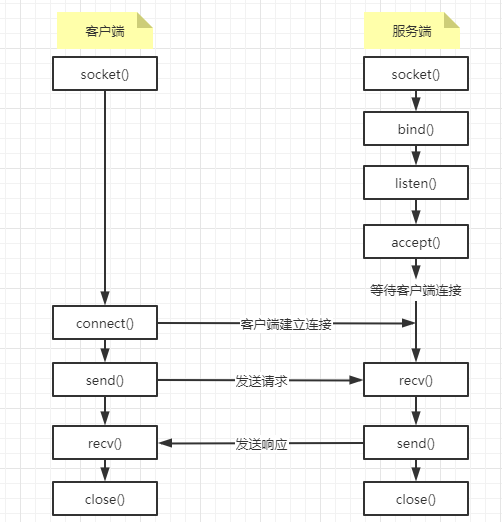 客户端
服务端
socket()
socket()
bind()
listen()
accept()
等待客户端连接
connect()
客户端建立连接
send()
发送请求
recv()
recv()
发送响应
send()
close()
close()